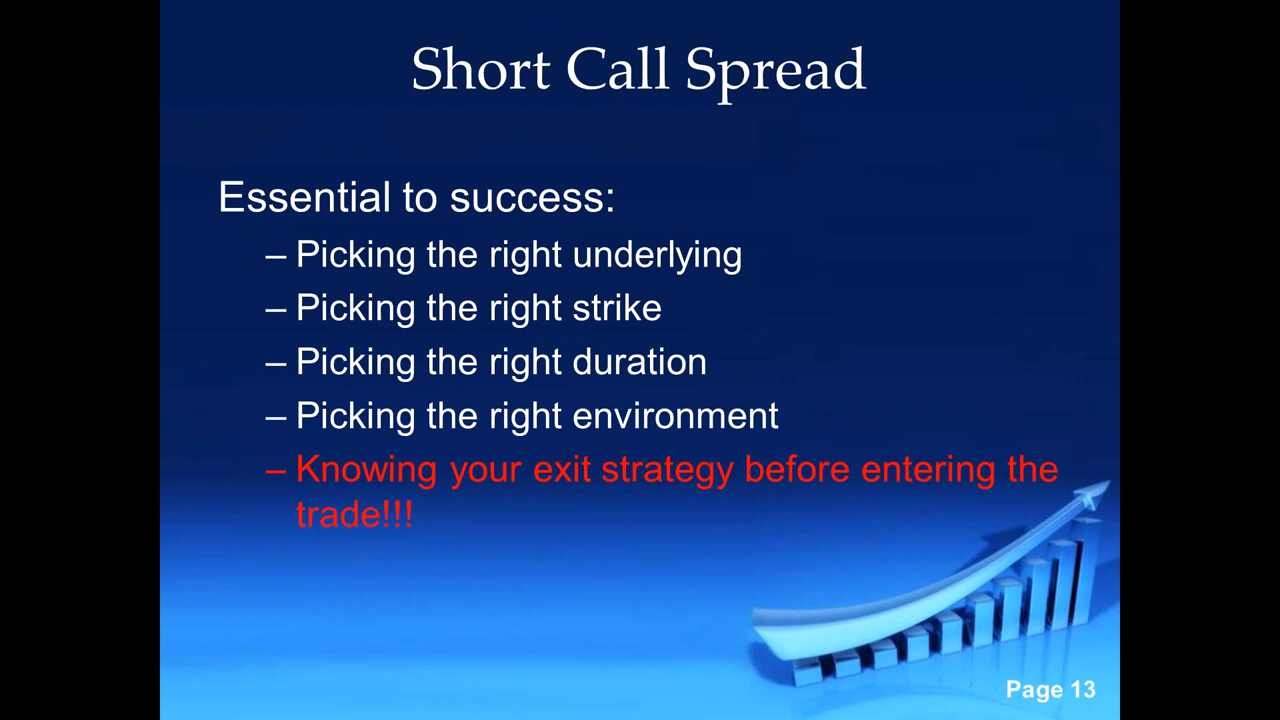 Short Call Spread
Essential to success:
– Picking the right underlying
– Picking the right strike
– Picking the right duration
– Picking the right environment
– Knowing your exit strategy before entering the
trade!!!
Page 13